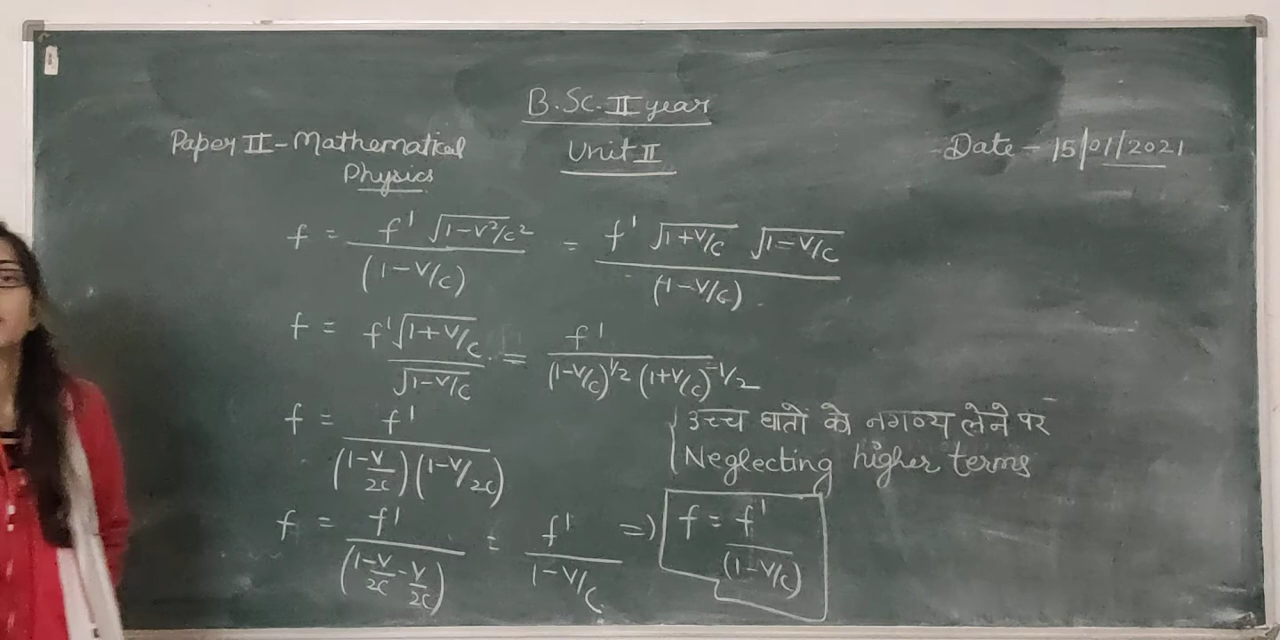 B.Sc. II year
Paper II - Mathematical Physics
Unit II
Date - 15/01/2021
f = f' √1-v²/c² / (1-v/c) = f' √1+v/c √1-v/c / (1-v/c)
f = f' √1+v/c / √1-v/c = f' / (1-v/c)^1/2 (1+v/c)^-1/2
f = f' / (1-v/2c) (1-v/2c)
{ उच्च घातो को नगण्य लेने पर
Neglecting higher terms
f = f' / (1-v/2c - v/2c) = f' / 1-v/c => f = f' / (1-v/c)